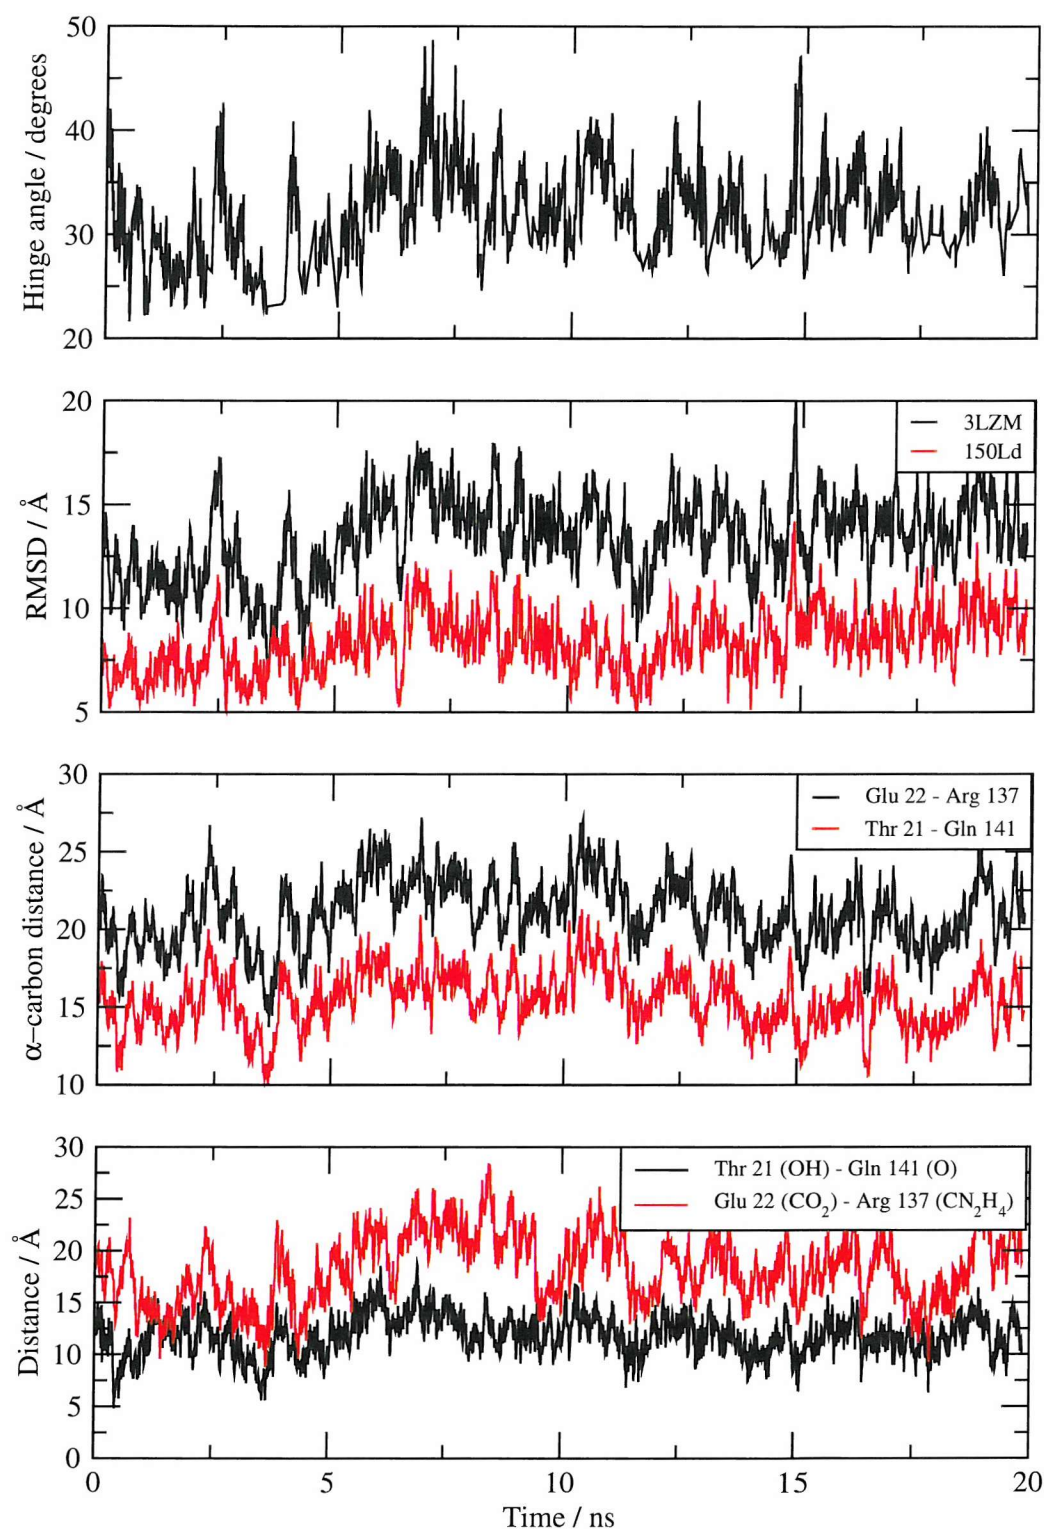 50
40
30
20
Hinge angle / degrees
20
15
10
5
RMSD / Å
3LZM
150Ld
30
25
20
15
10
α–carbon distance / Å
Glu 22 - Arg 137
Thr 21 - Gln 141
30
25
20
15
10
5
0
Distance / Å
Thr 21 (OH) - Gln 141 (O)
Glu 22 (CO₂) - Arg 137 (CN₂H₄)
0 5 10 15 20
Time / ns